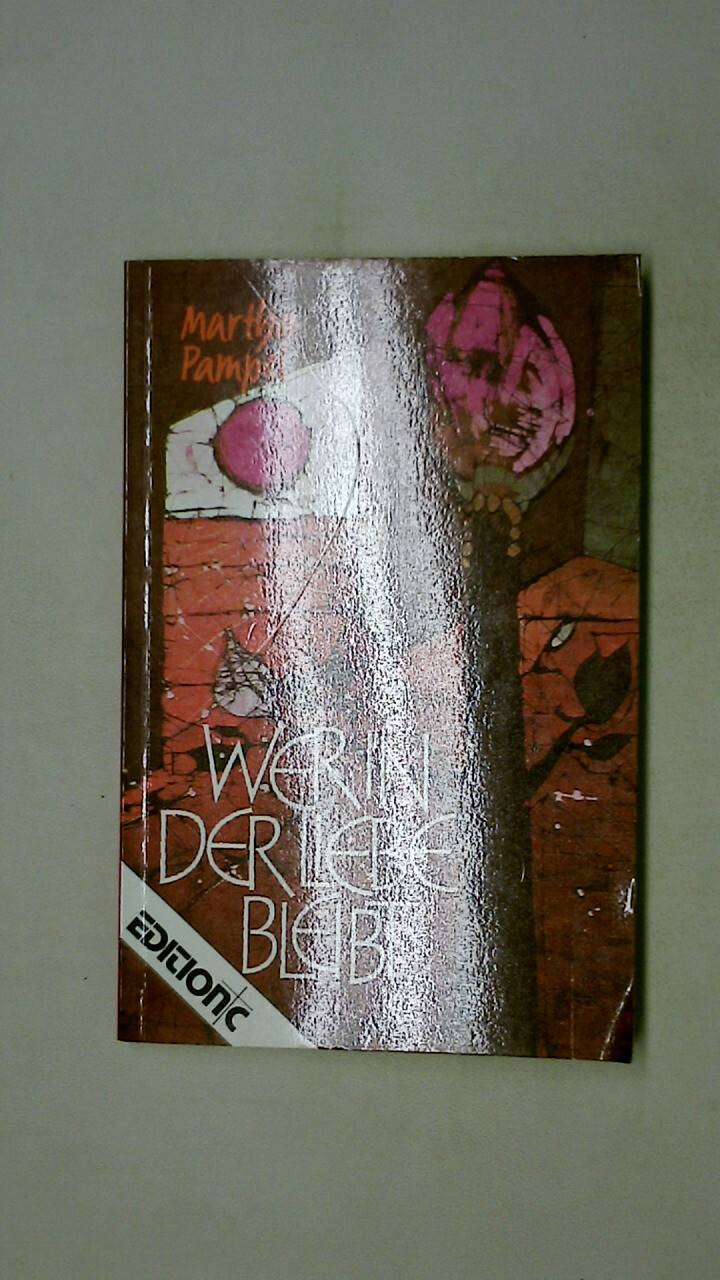 Martha
Pampel
WER IN
DER LIEBE
BLEIBT
EDITION C